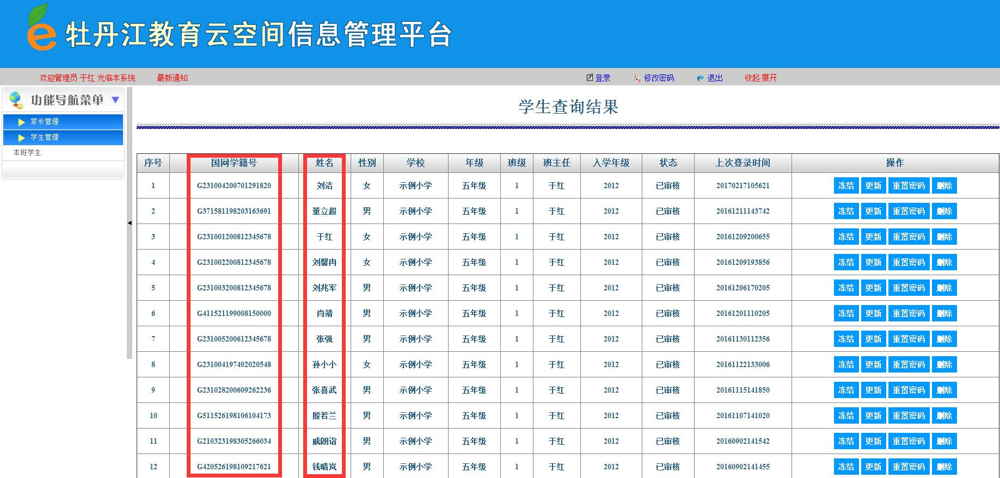 牡丹江教育云空间信息管理平台
欢迎管理员 于红 光临本系统 最新通知 登录 修改密码 退出 收起/展开
功能导航菜单
家长管理
学生管理
本班学生
学生查询结果
序号 国网学籍号 姓名 性别 学校 年级 班级 班主任 入学年级 状态 上次登录时间 操作
1 G231004200701291820 刘洁 女 示例小学 五年级 1 于红 2012 已审核 20170217105621 冻结 更新 重置密码 删除
2 G371581198203163691 董立超 男 示例小学 五年级 1 于红 2012 已审核 20161211143742 冻结 更新 重置密码 删除
3 G231001200812345678 于红 女 示例小学 五年级 1 于红 2012 已审核 20161209200655 冻结 更新 重置密码 删除
4 G231002200812345678 刘馨冉 女 示例小学 五年级 1 于红 2012 已审核 20161209193856 冻结 更新 重置密码 删除
5 G231003200812345678 刘兆军 男 示例小学 五年级 1 于红 2012 已审核 20161206170205 冻结 更新 重置密码 删除
6 G411521199008150000 肖靖 男 示例小学 五年级 1 于红 2012 已审核 20161201110205 冻结 更新 重置密码 删除
7 G231005200612345678 张强 男 示例小学 五年级 1 于红 2012 已审核 20161130112356 冻结 更新 重置密码 删除
8 G231004197402020548 孙小小 女 示例小学 五年级 1 于红 2012 已审核 20161122133006 冻结 更新 重置密码 删除
9 G231028200609262236 张喜武 男 示例小学 五年级 1 于红 2012 已审核 20161115141850 冻结 更新 重置密码 删除
10 G511526198106104173 殷若兰 男 示例小学 五年级 1 于红 2012 已审核 20161107141020 冻结 更新 重置密码 删除
11 G210323198305266034 戚朗诣 男 示例小学 五年级 1 于红 2012 已审核 20160902141542 冻结 更新 重置密码 删除
12 G420526198109217621 钱晴岚 男 示例小学 五年级 1 于红 2012 已审核 20160902141455 冻结 更新 重置密码 删除